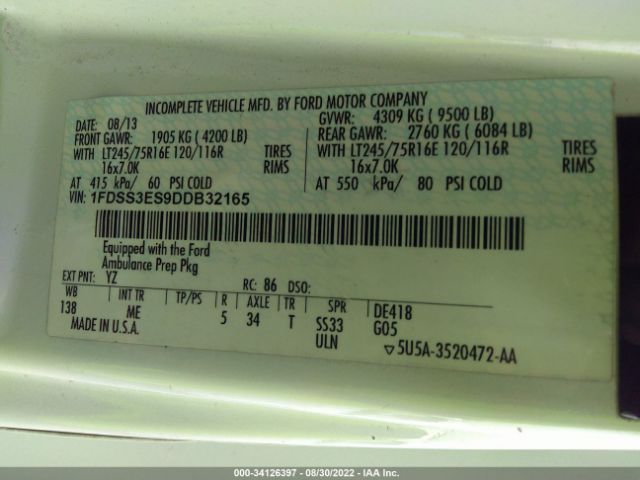 INCOMPLETE VEHICLE MFD. BY FORD MOTOR COMPANY
DATE: 08/13 GVWR: 4309 KG ( 9500 LB)
FRONT GAWR: 1905 KG ( 4200 LB) REAR GAWR: 2760 KG ( 6084 LB)
WITH LT245/75R16E 120/116R TIRES WITH LT245/75R16E 120/116R TIRES
16x7.0K RIMS 16x7.0K RIMS
AT 415 kPa/ 60 PSI COLD AT 550 kPa/ 80 PSI COLD
VIN: 1FDSS3ES9DDB32165
Equipped with the Ford
Ambulance Prep Pkg
EXT PNT: YZ RC: 86 DSO:
WB INT TR TP/PS R AXLE TR SPR DE418
138 ME 5 34 T SS33 G05
MADE IN U.S.A. ULN ▽5U5A-3520472-AA
000-34126397 - 08/30/2022 - IAAI Inc.